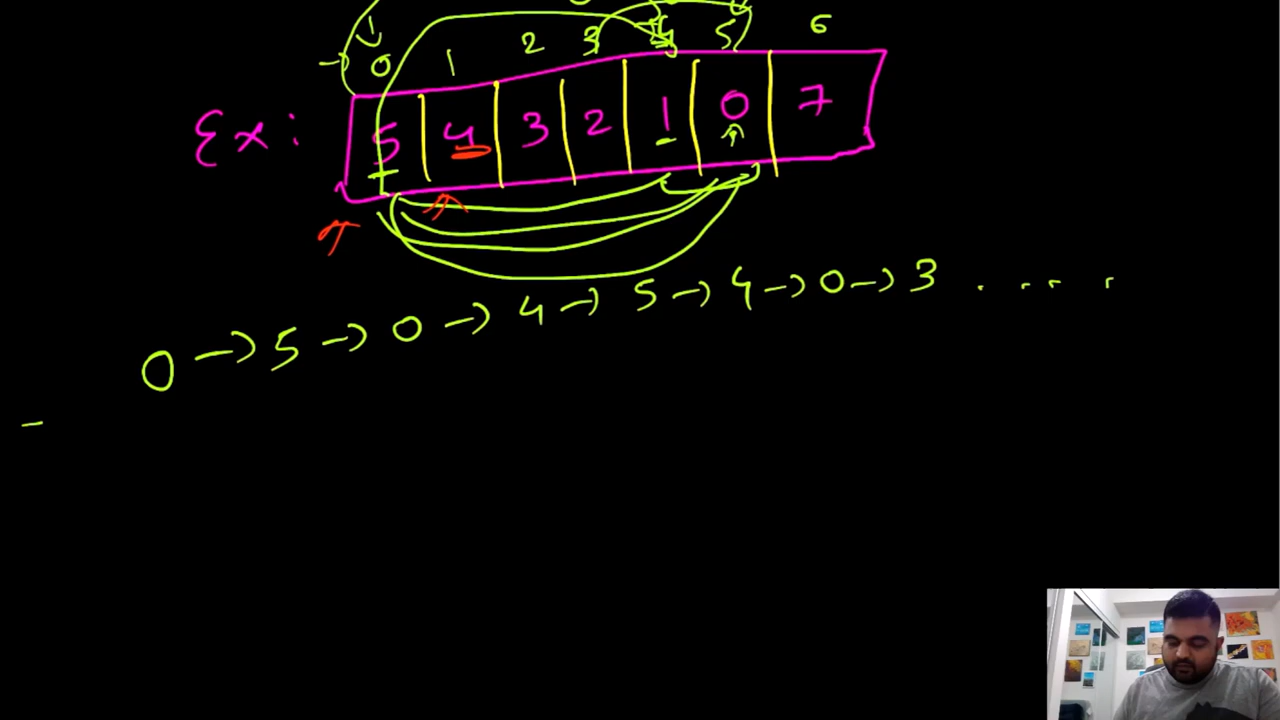 0 1 2 3 5 6
Ex: 5 4 3 2 1 0 7
0 -> 5 -> 0 -> 4 -> 5 -> 4 -> 0 -> 3 . . . . .
-